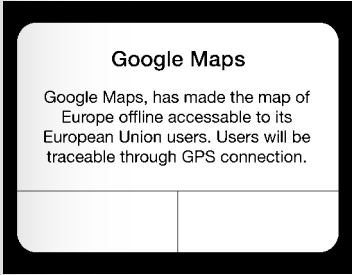 Google Maps
Google Maps, has made the map of
Europe offline accessable to its
European Union users. Users will be
traceable through GPS connection.